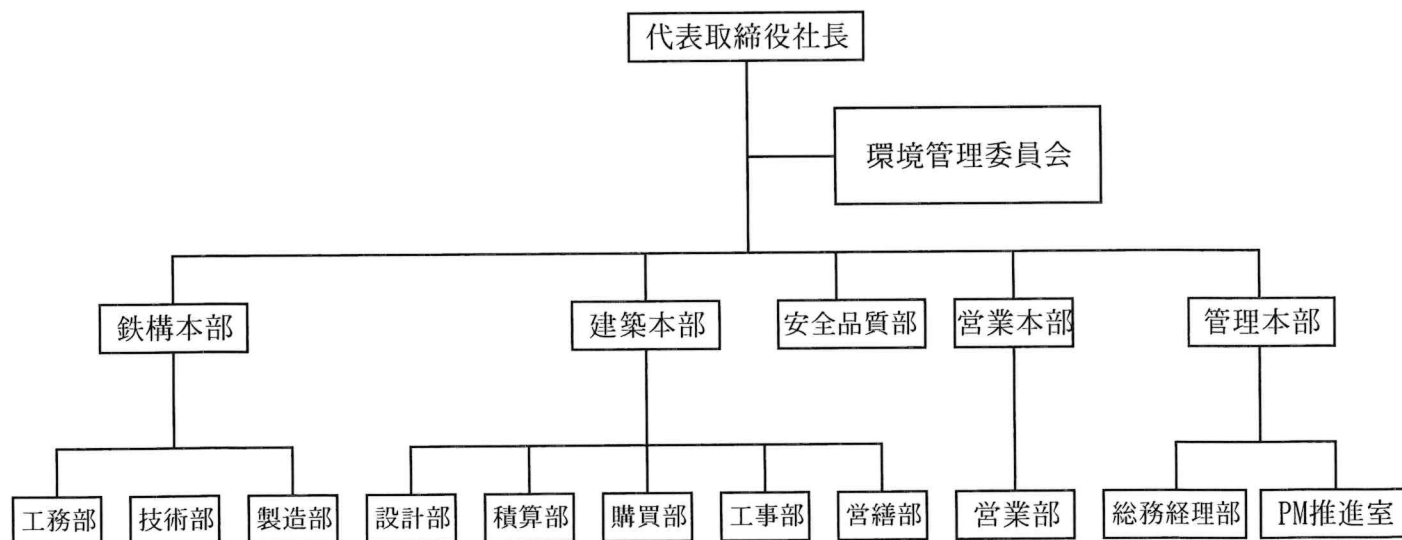 代表取締役社長
環境管理委員会
鉄構本部
建築本部
安全品質部
営業本部
管理本部
工務部
技術部
製造部
設計部
積算部
購買部
工事部
営繕部
営業部
総務経理部
PM推進室